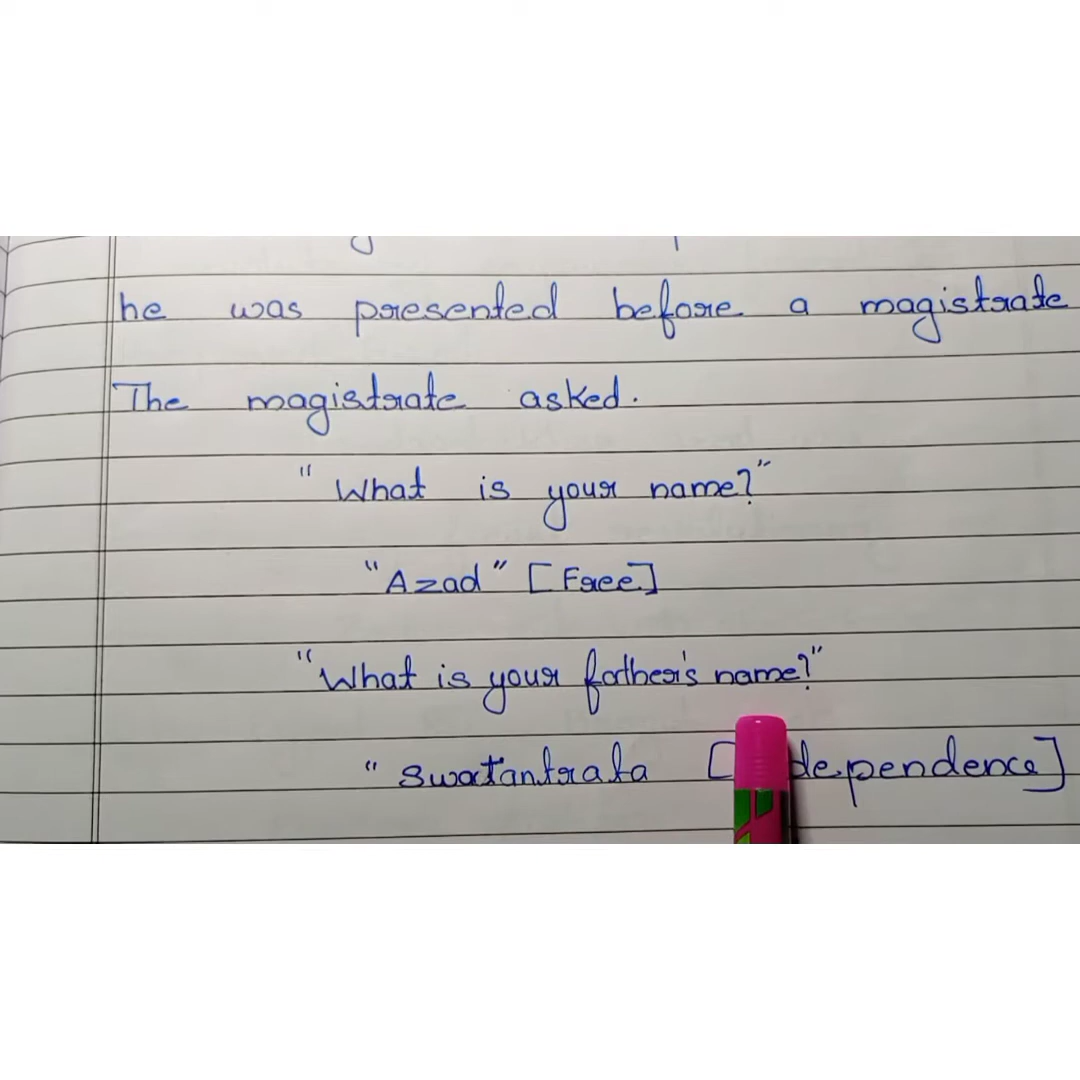 he was presented before a magistrate
The magistrate asked.
"What is your name?"
"Azad" [Free]
"What is your father's name?"
"Swatantrata [ dependence]